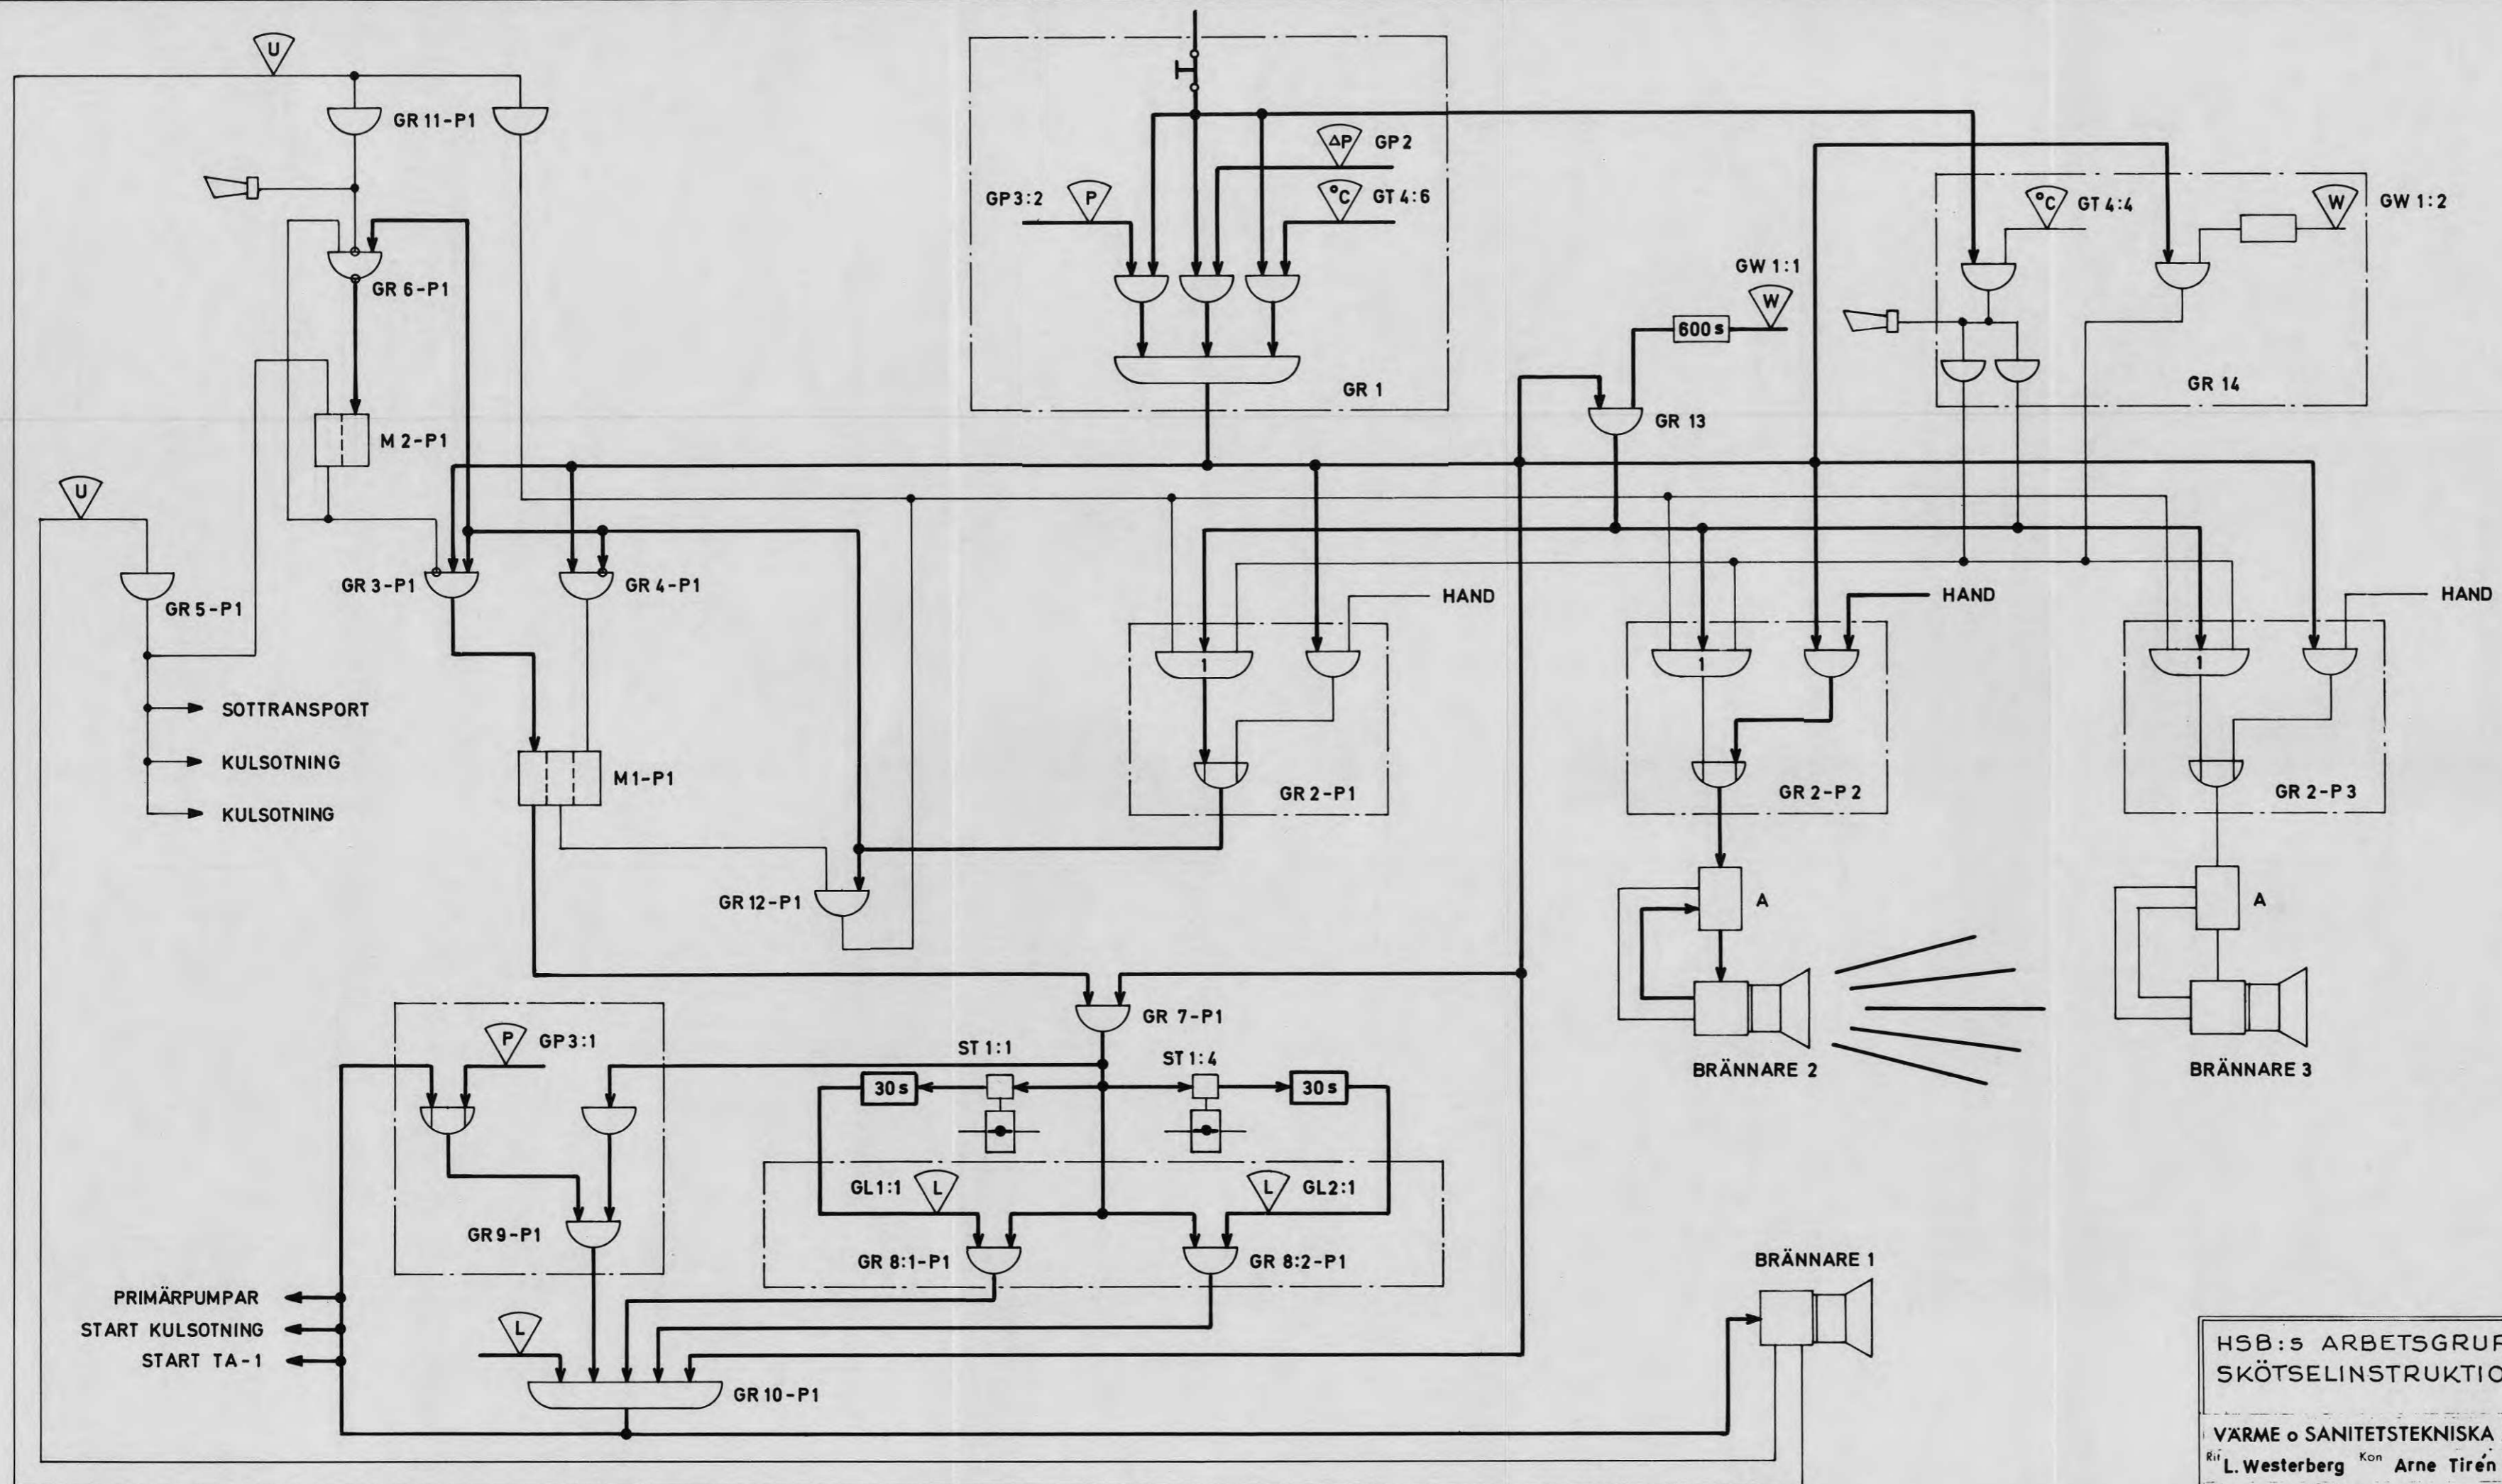 U
GR 11-P1
ΔP GP 2
GP3:2 P
°C GT 4:6
°C GT 4:4
W GW 1:2
GR 6-P1
GW 1:1
W
600 s
GR 1
GR 14
GR 13
M 2-P1
U
GR 3-P1
GR 4-P1
GR 5-P1
HAND
HAND
HAND
1
1
1
SOTTRANSPORT
KULSOTNING
KULSOTNING
M 1-P1
GR 2-P1
GR 2-P 2
GR 2-P 3
GR 12-P1
A
A
GR 7-P1
P GP3:1
ST 1:1
ST 1:4
30 s
30 s
BRÄNNARE 2
BRÄNNARE 3
GL1:1 L
L GL2:1
GR 9-P1
GR 8:1-P1
GR 8:2-P1
BRÄNNARE 1
PRIMÄRPUMPAR
START KULSOTNING
START TA-1
L
GR 10-P1
HSB:s ARBETSGRUP
SKÖTSELINSTRUKTIO
VÄRME o SANITETSTEKNISKA
Rit L. Westerberg Kon Arne Tirén